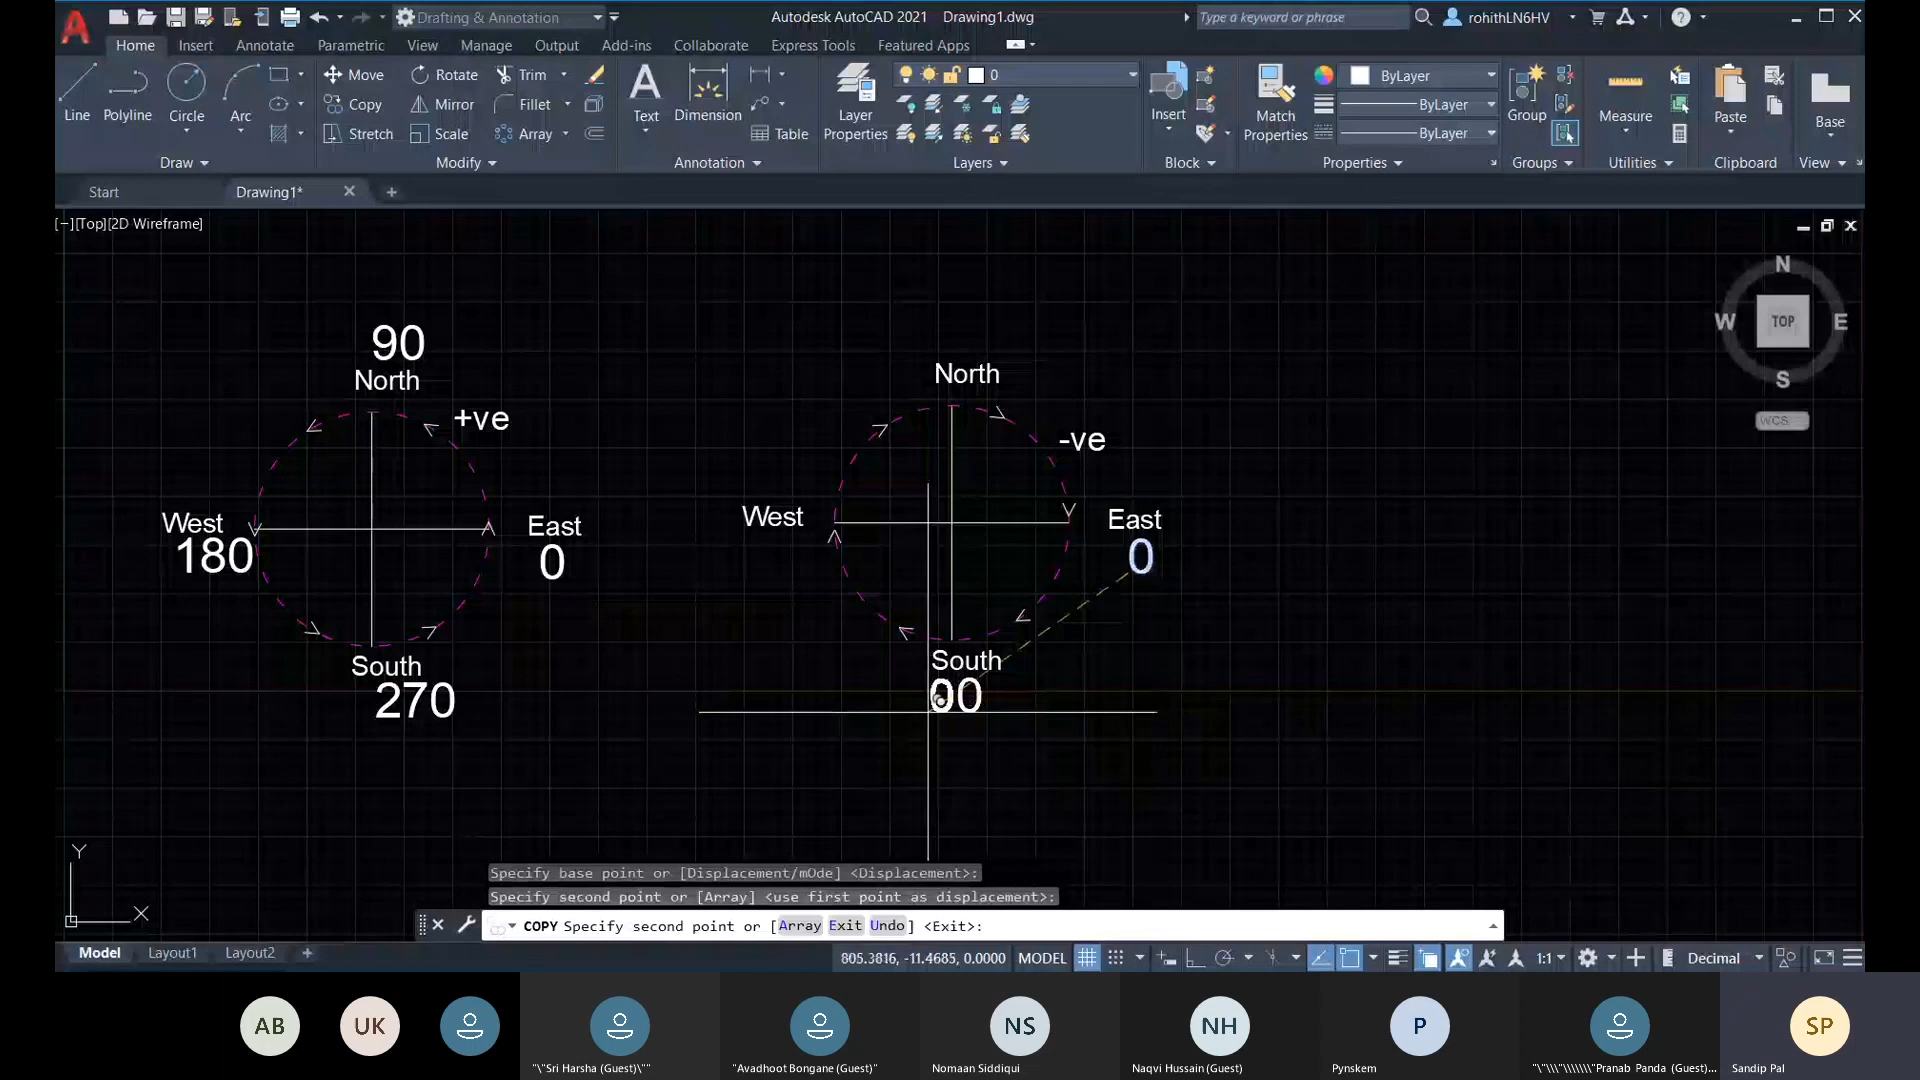 Drafting & Annotation
Autodesk AutoCAD 2021 Drawing1.dwg
Type a keyword or phrase
rohithLN6HV
Home Insert Annotate Parametric View Manage Output Add-ins Collaborate Express Tools Featured Apps
Line Polyline Circle Arc
Move Rotate Trim
Copy Mirror Fillet
Stretch Scale Array
Text Dimension Table
Layer Properties
0
Insert
Match Properties
ByLayer
ByLayer
ByLayer
Group
Measure
Paste
Base
Draw Modify Annotation Layers Block Properties Groups Utilities Clipboard View
Start Drawing1*
[−][Top][2D Wireframe]
N
W TOP E
S
WCS
90
North
+ve
West
180
East
0
South
270
North
-ve
West
East
0
South
00
Y
X
Specify base point or [Displacement/mOde] <Displacement>:
Specify second point or [Array] <use first point as displacement>:
COPY Specify second point or [Array Exit Undo] <Exit>:
Model Layout1 Layout2
805.3816, -11.4685, 0.0000 MODEL
1:1
Decimal
AB UK NS NH P SP
"\"Sri Harsha (Guest)\""
"Avadhoot Bongane (Guest)"
Nomaan Siddiqui
Naqvi Hussain (Guest)
Pynskem
"\"\\\"\\\\\\\"Pranab Panda (Guest)...
Sandip Pal